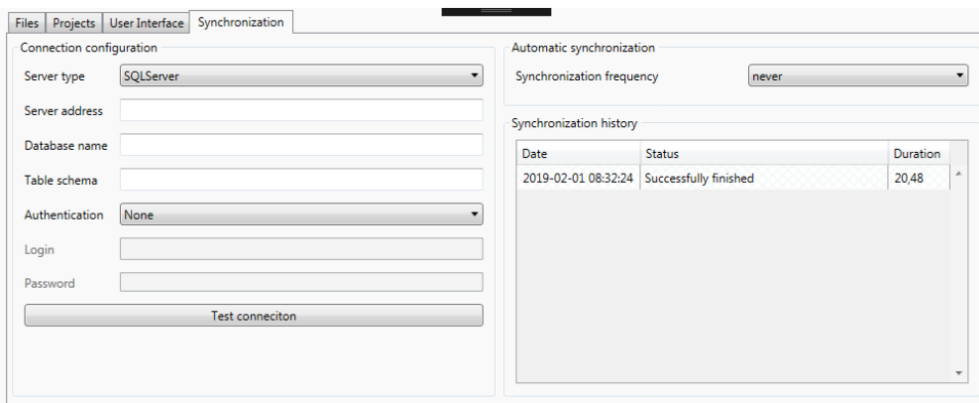 Files Projects User Interface Synchronization
Connection configuration
Server type SQLServer
Server address
Database name
Table schema
Authentication None
Login
Password
Test conneciton
Automatic synchronization
Synchronization frequency never
Synchronization history
Date Status Duration
2019-02-01 08:32:24 Successfully finished 20,48